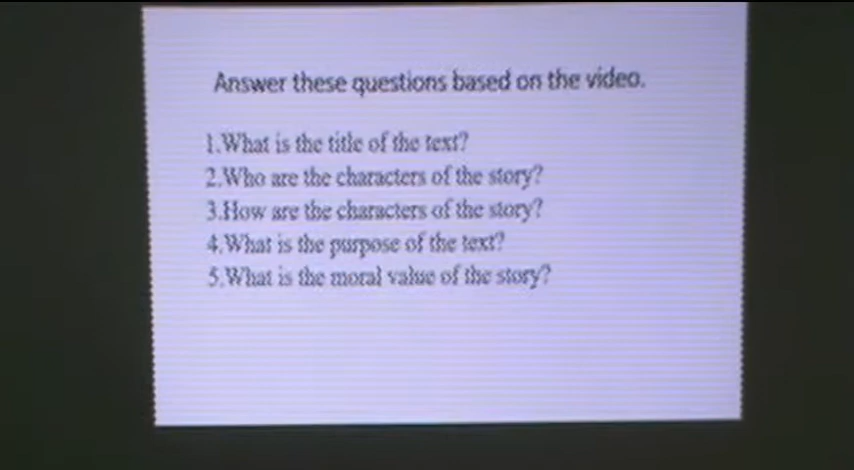 Answer these questions based on the video.
1.What is the title of the text?
2.Who are the characters of the story?
3.How are the characters of the story?
4.What is the purpose of the text?
5.What is the moral value of the story?